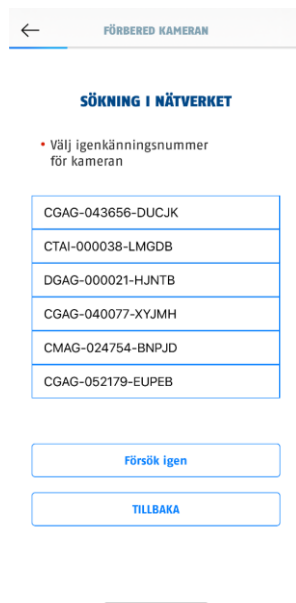 FÖRBERED KAMERAN
SÖKNING I NÄTVERKET
• Välj igenkänningsnummer
för kameran
CGAG-043656-DUCJK
CTAI-000038-LMGDB
DGAG-000021-HJNTB
CGAG-040077-XYJMH
CMAG-024754-BNPJD
CGAG-052179-EUPEB
Försök igen
TILLBAKA